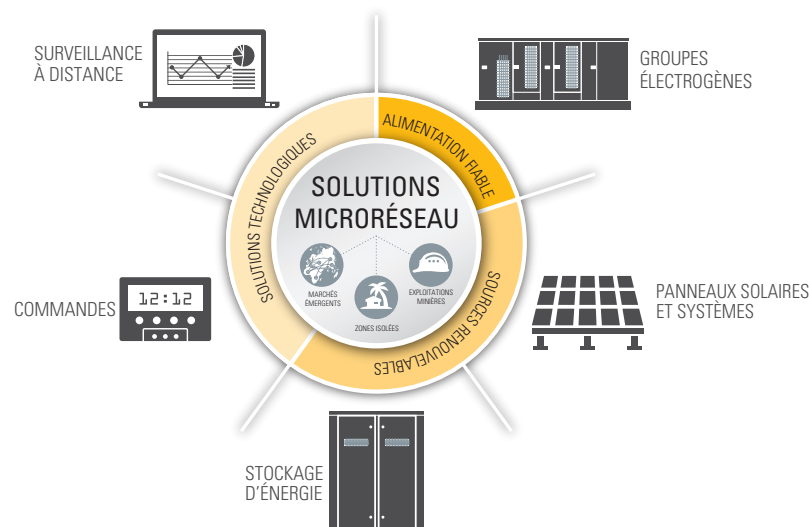 SURVEILLANCE
À DISTANCE
GROUPES
ÉLECTROGÈNES
ALIMENTATION FIABLE
SOLUTIONS TECHNOLOGIQUES
SOLUTIONS
MICRORÉSEAU
MARCHÉS
ÉMERGENTS
ZONES ISOLÉES
EXPLOITATIONS
MINIÈRES
SOURCES RENOUVELABLES
COMMANDES
12:12
PANNEAUX SOLAIRES
ET SYSTÈMES
STOCKAGE
D'ÉNERGIE